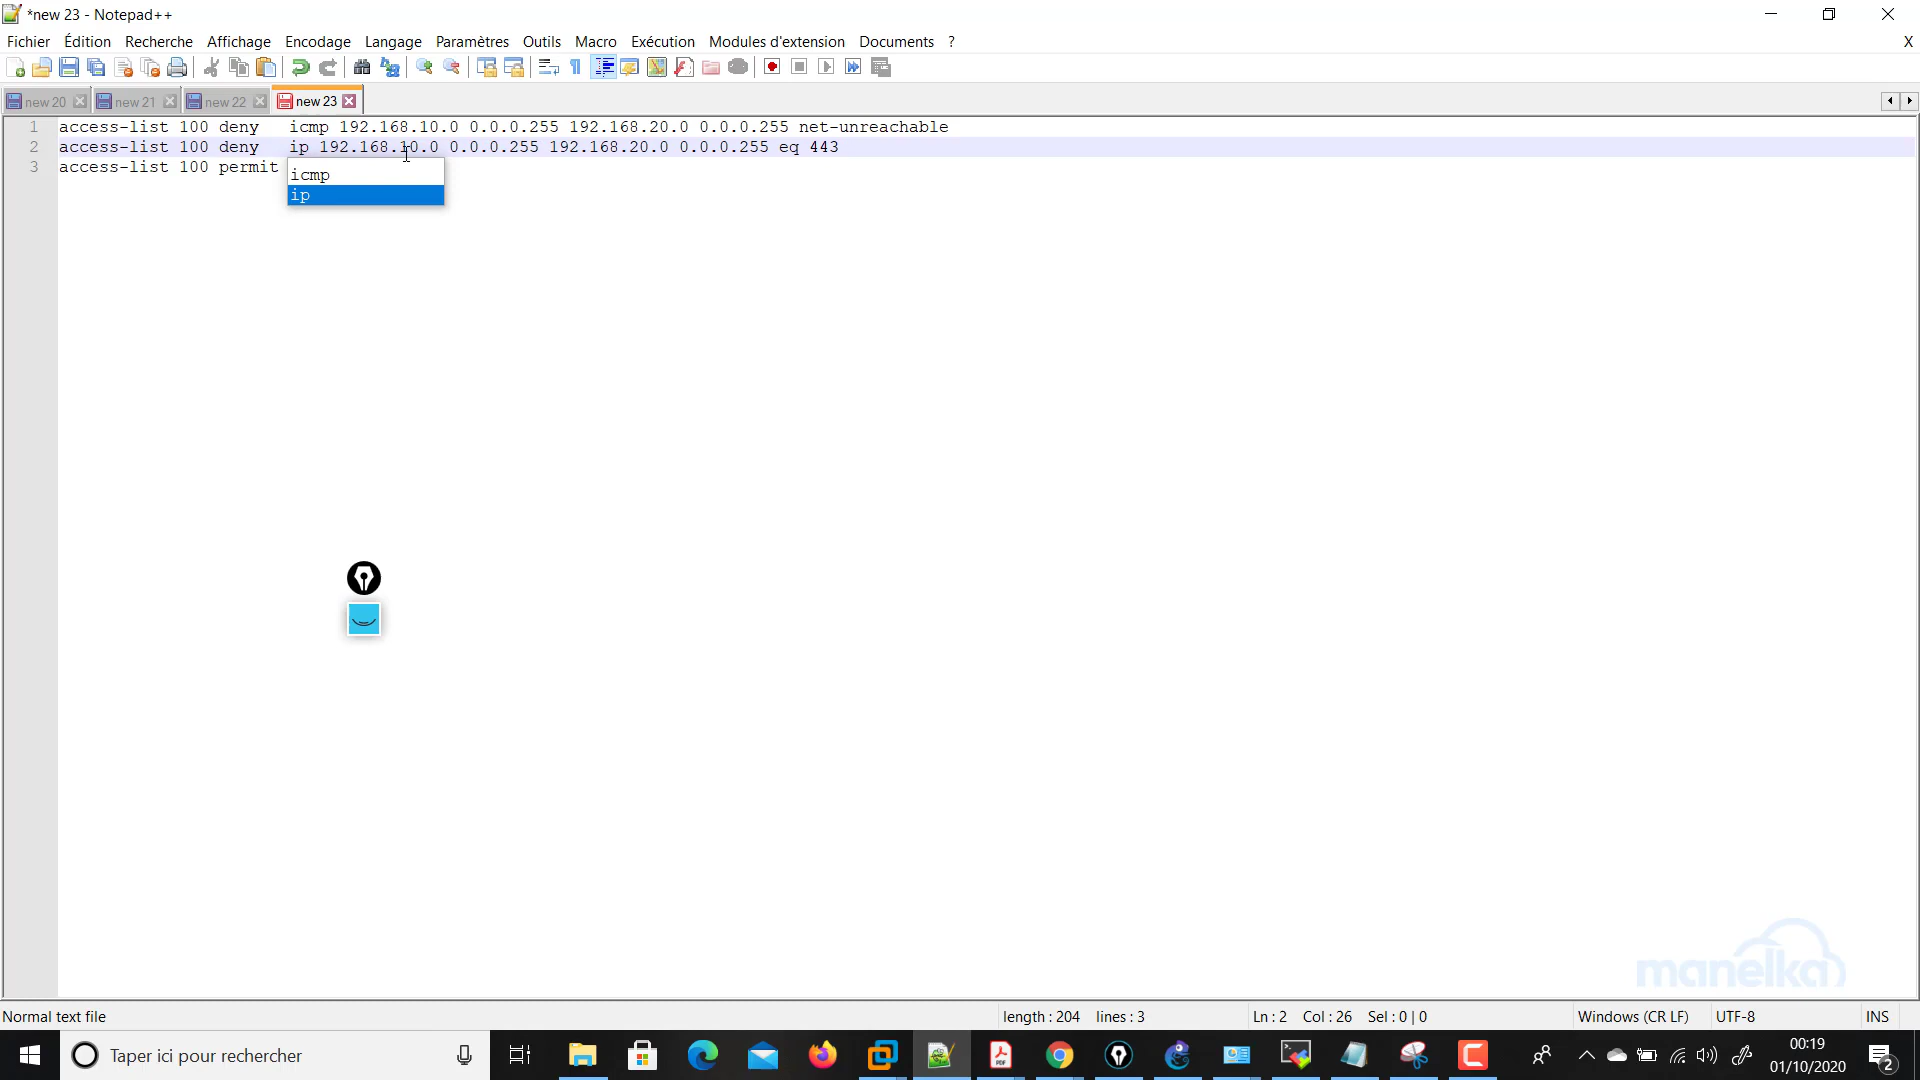 *new 23 - Notepad++
Fichier Édition Recherche Affichage Encodage Langage Paramètres Outils Macro Exécution Modules d'extension Documents ? X
new 20 new 21 new 22 new 23
1 access-list 100 deny icmp 192.168.10.0 0.0.0.255 192.168.20.0 0.0.0.255 net-unreachable
2 access-list 100 deny ip 192.168.10.0 0.0.0.255 192.168.20.0 0.0.0.255 eq 443
3 access-list 100 permit
icmp
ip
manelka
Normal text file length : 204 lines : 3 Ln : 2 Col : 26 Sel : 0 | 0 Windows (CR LF) UTF-8 INS
Taper ici pour rechercher 00:19
01/10/2020 2